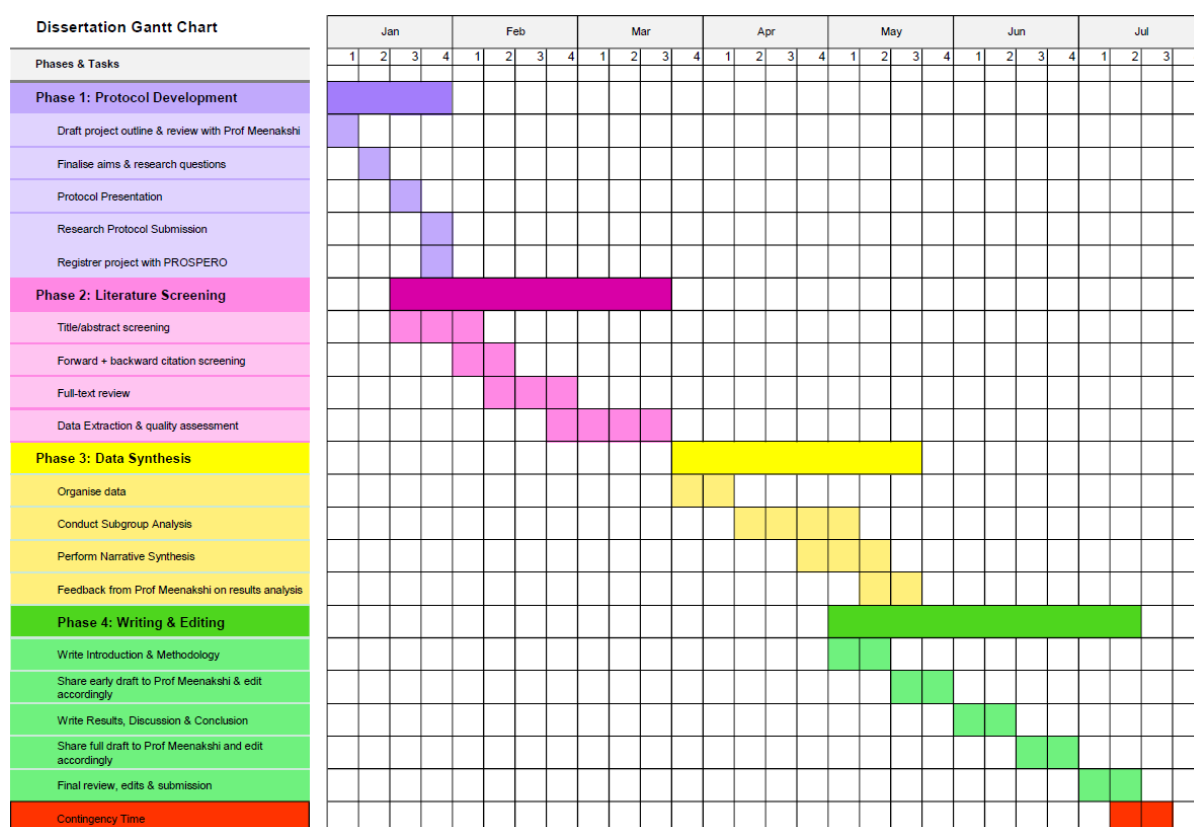 Dissertation Gantt Chart
Jan Feb Mar Apr May Jun Jul
Phases & Tasks
1 2 3 4 1 2 3 4 1 2 3 4 1 2 3 4 1 2 3 4 1 2 3 4 1 2 3
Phase 1: Protocol Development
Draft project outline & review with Prof Meenakshi
Finalise aims & research questions
Protocol Presentation
Research Protocol Submission
Registrer project with PROSPERO
Phase 2: Literature Screening
Title/abstract screening
Forward + backward citation screening
Full-text review
Data Extraction & quality assessment
Phase 3: Data Synthesis
Organise data
Conduct Subgroup Analysis
Perform Narrative Synthesis
Feedback from Prof Meenakshi on results analysis
Phase 4: Writing & Editing
Write Introduction & Methodology
Share early draft to Prof Meenakshi & edit
accordingly
Write Results, Discussion & Conclusion
Share full draft to Prof Meenakshi and edit
accordingly
Final review, edits & submission
Contingency Time